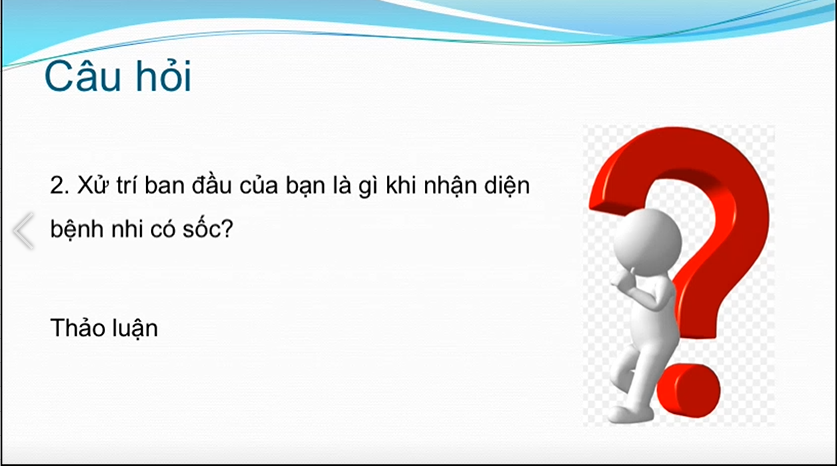 Câu hỏi
2. Xử trí ban đầu của bạn là gì khi nhận diện
bệnh nhi có sốc?
Thảo luận